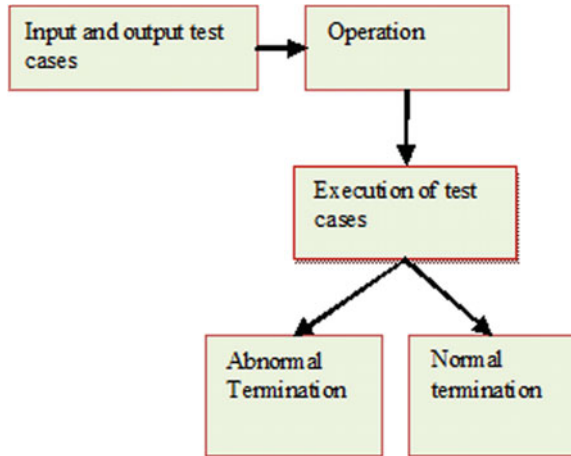 Input and output test
cases
Operation
Execution of test
cases
Abnormal
Termination
Normal
termination